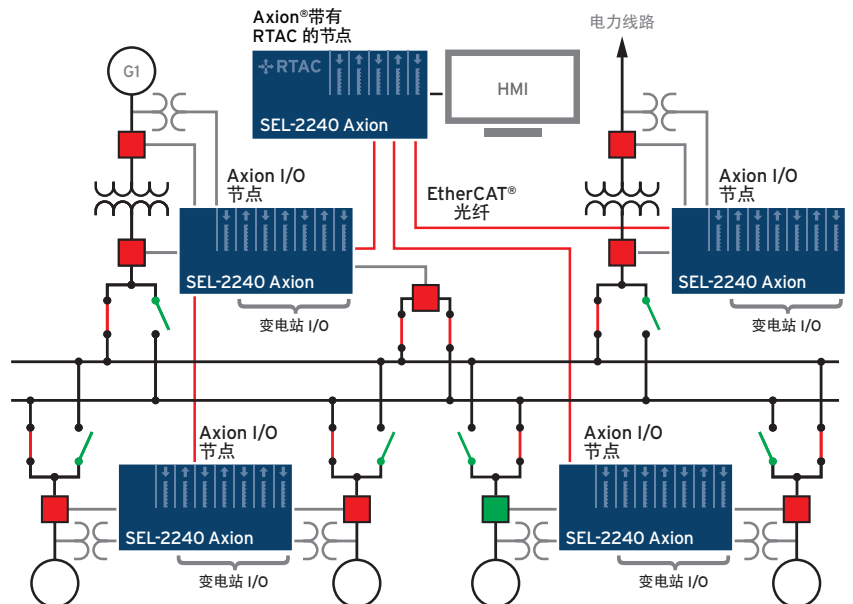 Axion®带有
RTAC 的节点
电力线路
G1
RTAC
HMI
SEL-2240 Axion
Axion I/O
节点
EtherCAT®
光纤
Axion I/O
节点
SEL-2240 Axion
SEL-2240 Axion
变电站 I/O
变电站 I/O
Axion I/O
节点
Axion I/O
节点
SEL-2240 Axion
SEL-2240 Axion
变电站 I/O
变电站 I/O